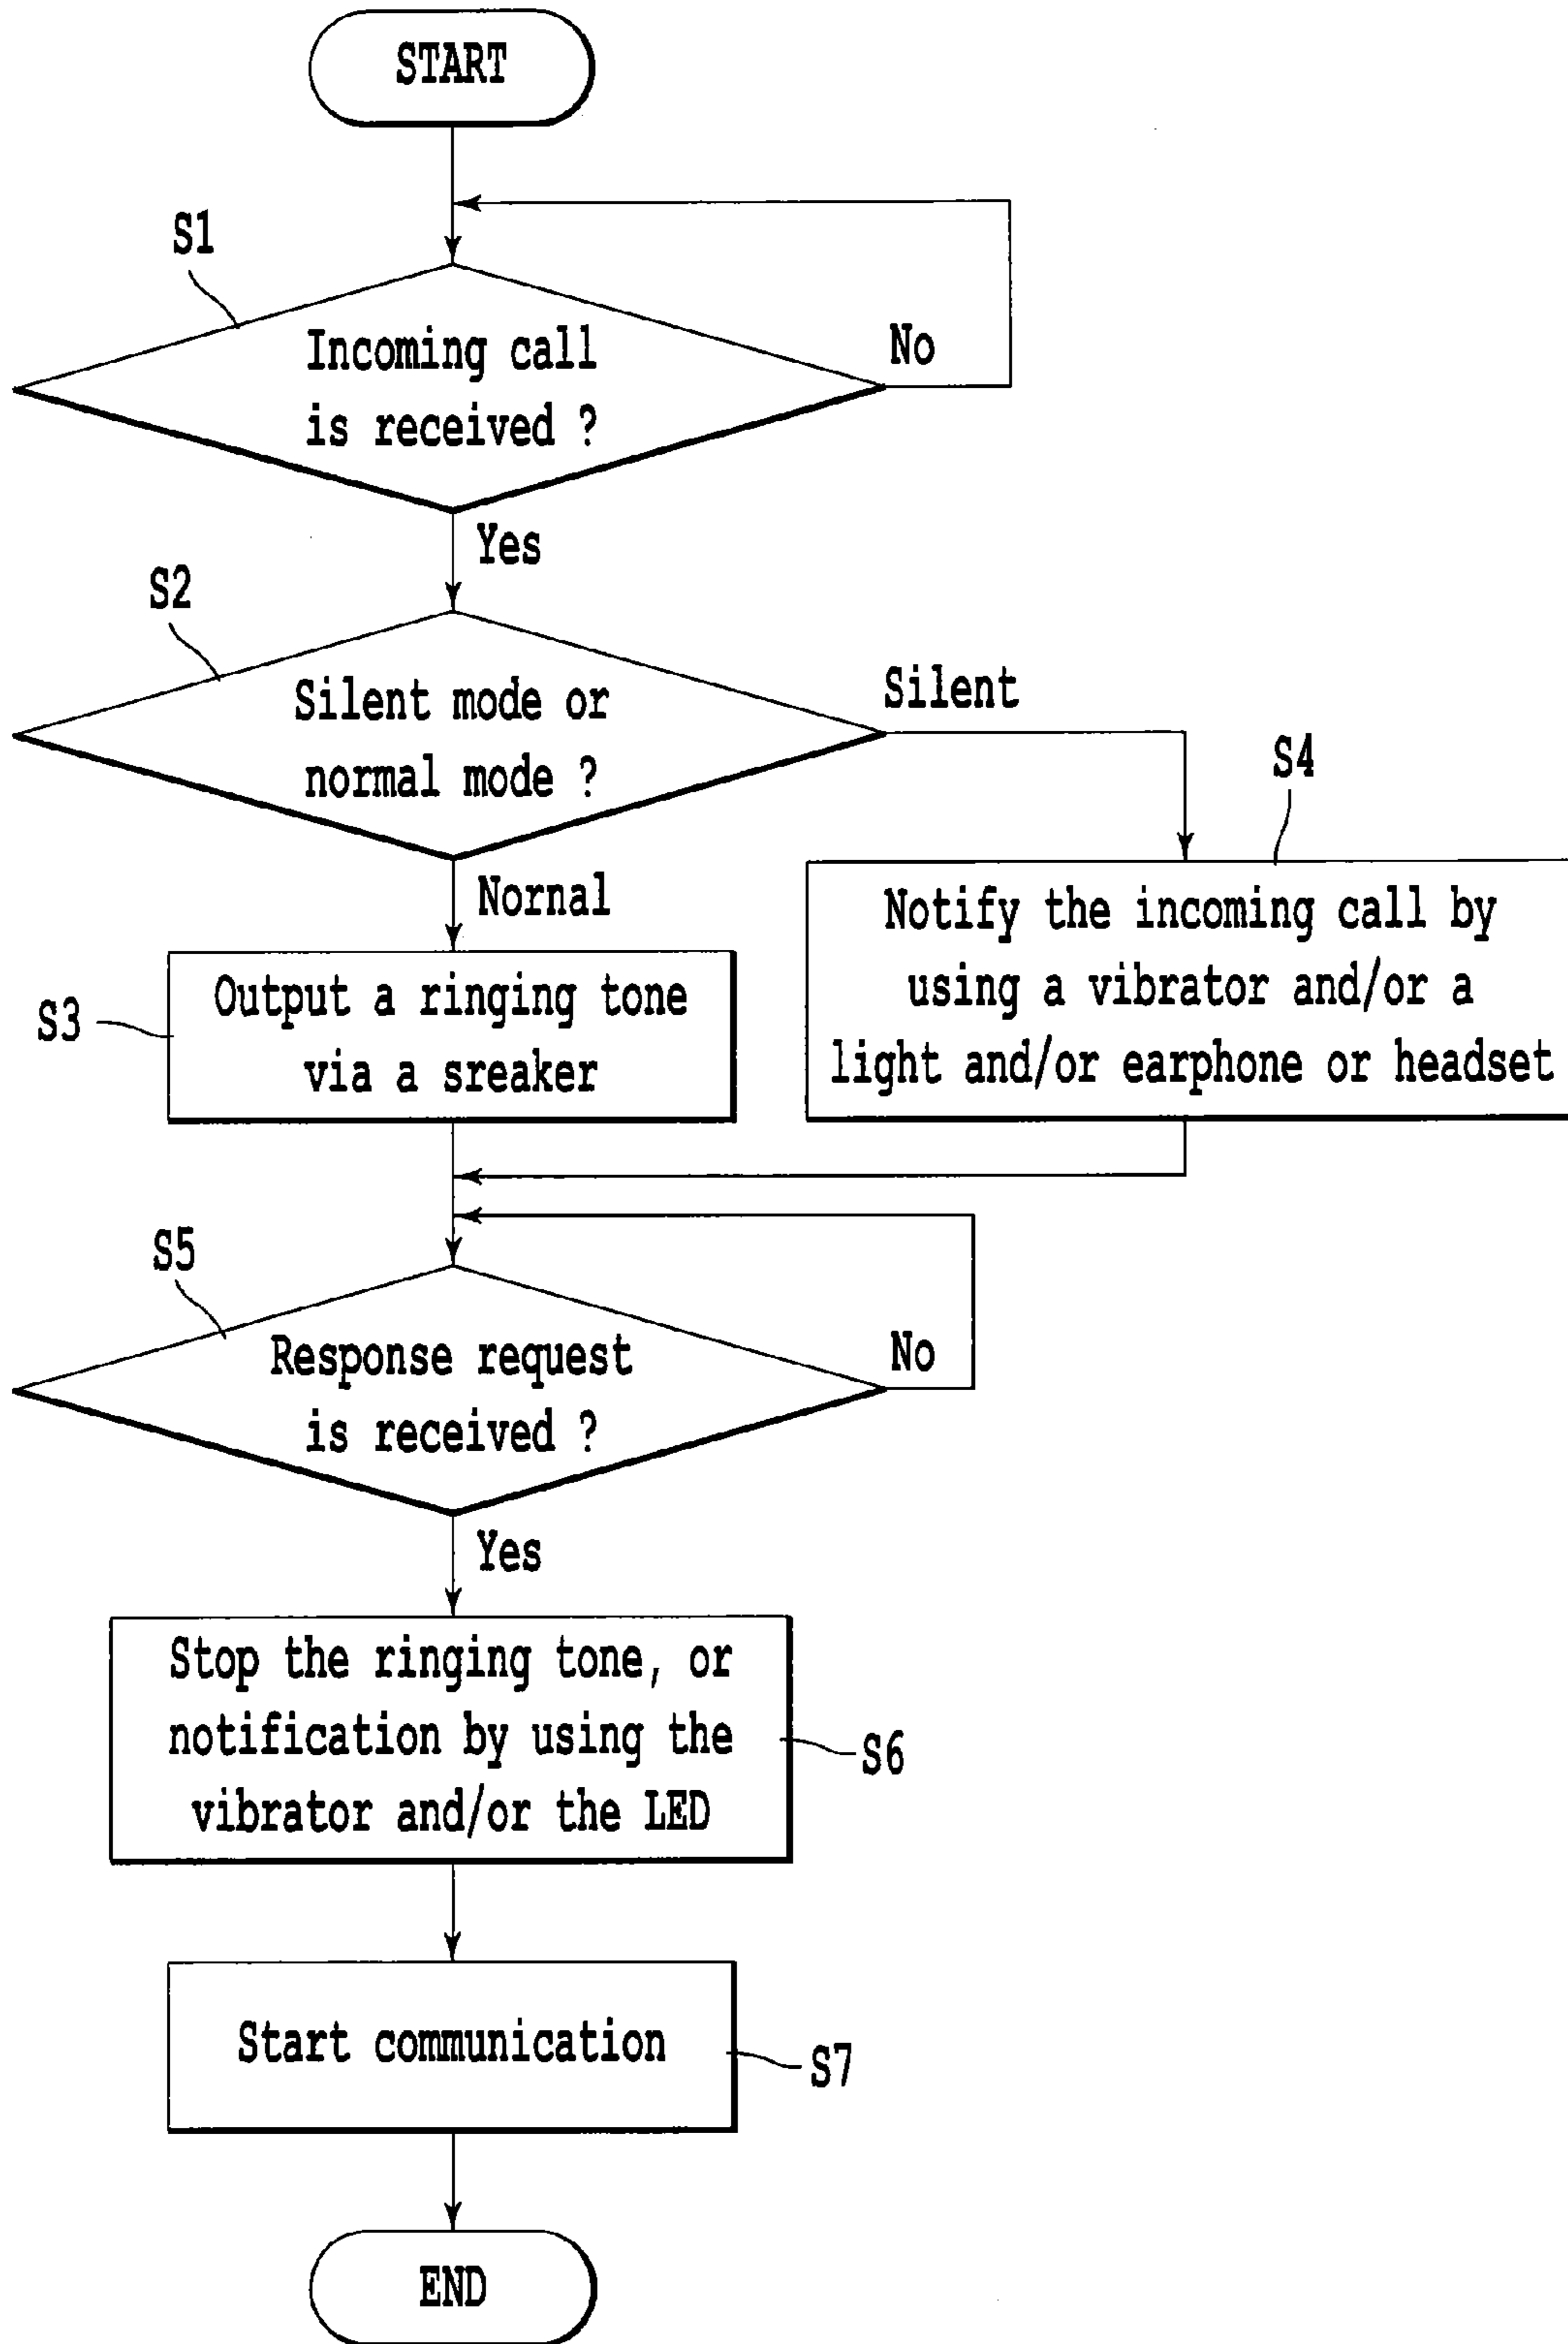 START
S1
Incoming call
is received ?
No
Yes
S2
Silent mode or
normal mode ?
Silent
S4
Nornal
Notify the incoming call by
using a vibrator and/or a
light and/or earphone or headset
S3
Output a ringing tone
via a sreaker
S5
Response request
is received ?
No
Yes
Stop the ringing tone, or
notification by using the
vibrator and/or the LED
S6
Start communication
S7
END